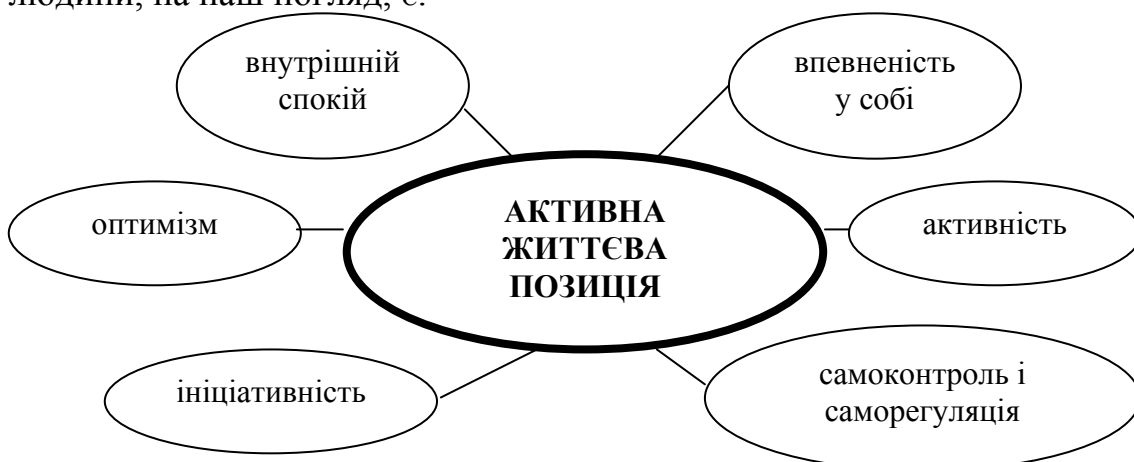 людини, на наш погляд, є:
внутрішній
спокій
впевненість
у собі
оптимізм
АКТИВНА
ЖИТТЄВА
ПОЗИЦІЯ
активність
ініціативність
самоконтроль і
саморегуляція